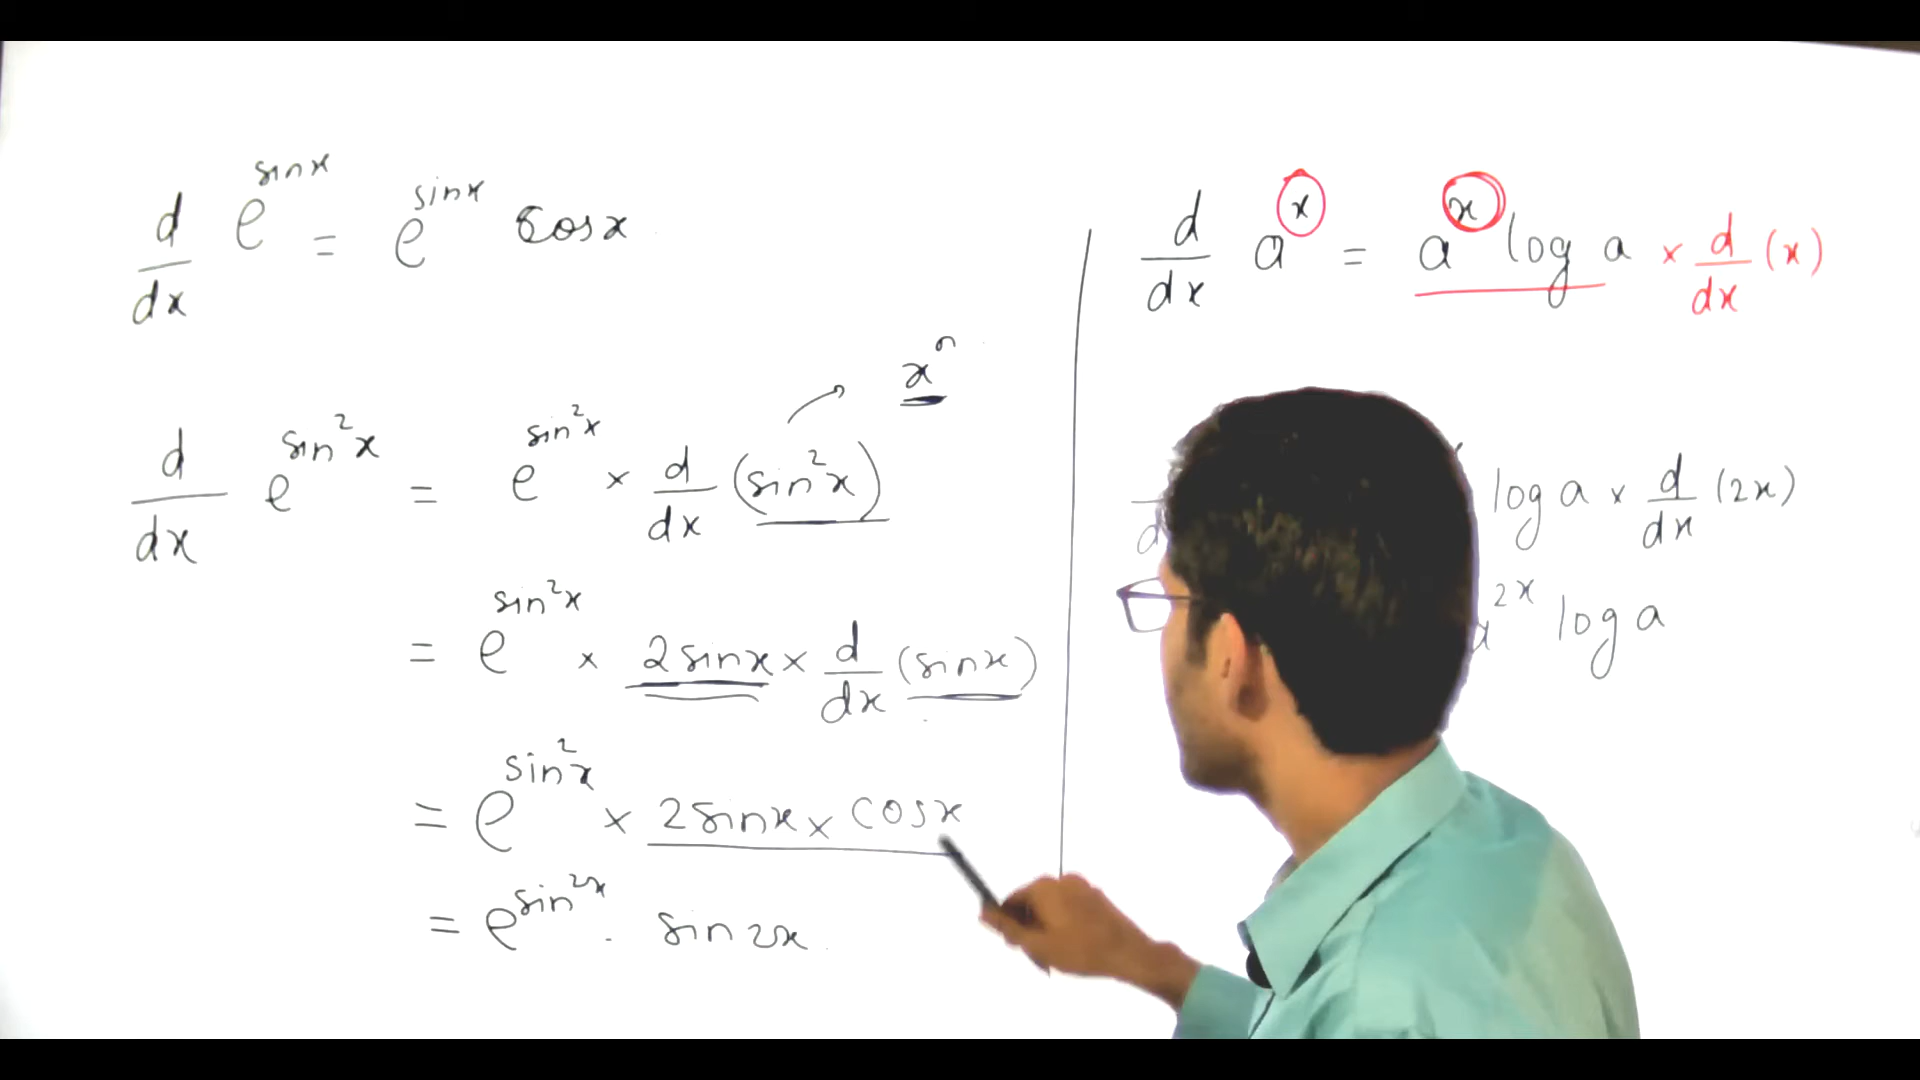 d/dx e^sinx = e^sinx cosx
d/dx e^sin²x = e^sin²x × d/dx (sin²x) → xⁿ
= e^sin²x × 2sinx × d/dx (sinx)
= e^sin²x × 2sinx × cosx
= e^sin²x . sin2x
d/dx a^x = a^x log a × d/dx (x)
log a × d/dx (2x)
2x log a